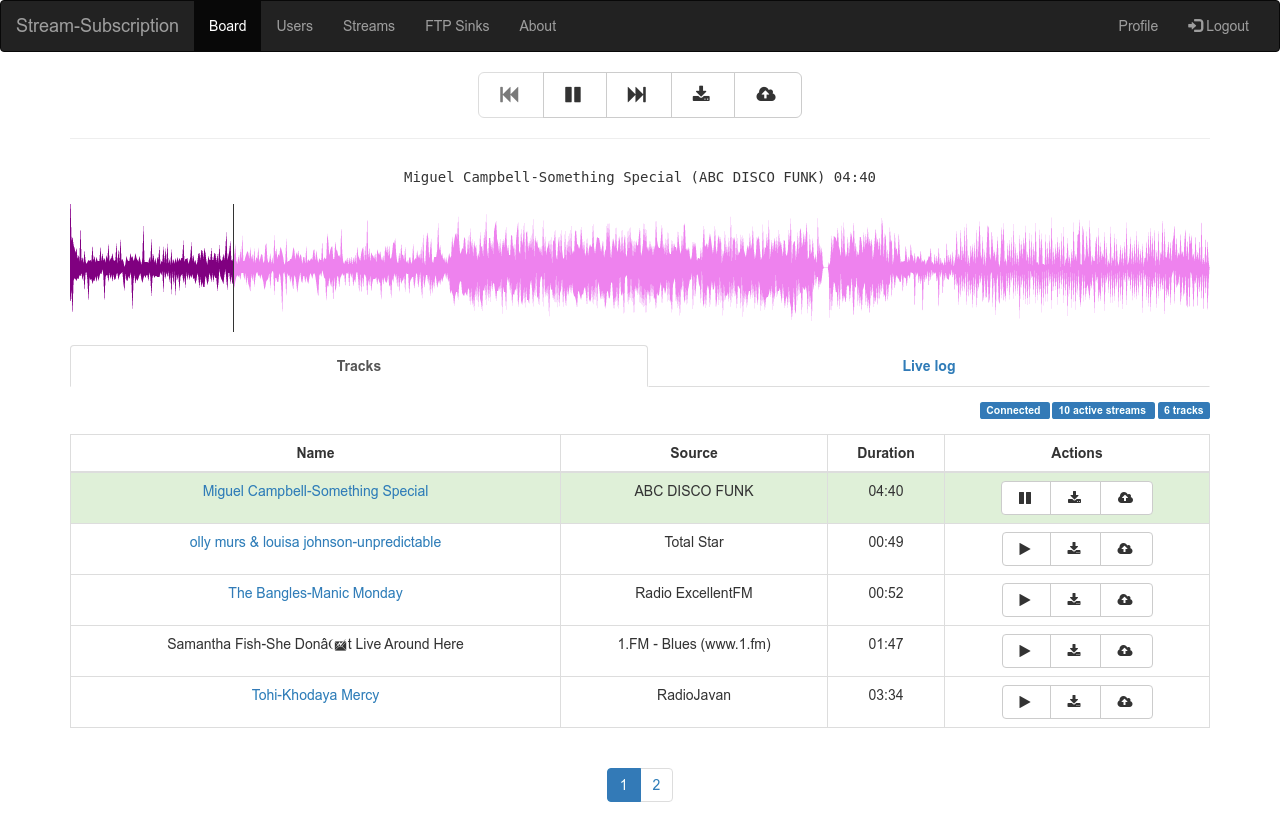 Stream-Subscription Board Users Streams FTP Sinks About Profile Logout
Miguel Campbell-Something Special (ABC DISCO FUNK) 04:40
Tracks Live log
Connected 10 active streams 6 tracks
Name Source Duration Actions
Miguel Campbell-Something Special ABC DISCO FUNK 04:40
olly murs & louisa johnson-unpredictable Total Star 00:49
The Bangles-Manic Monday Radio ExcellentFM 00:52
Samantha Fish-She Donâ t Live Around Here 1.FM - Blues (www.1.fm) 01:47
Tohi-Khodaya Mercy RadioJavan 03:34
1 2